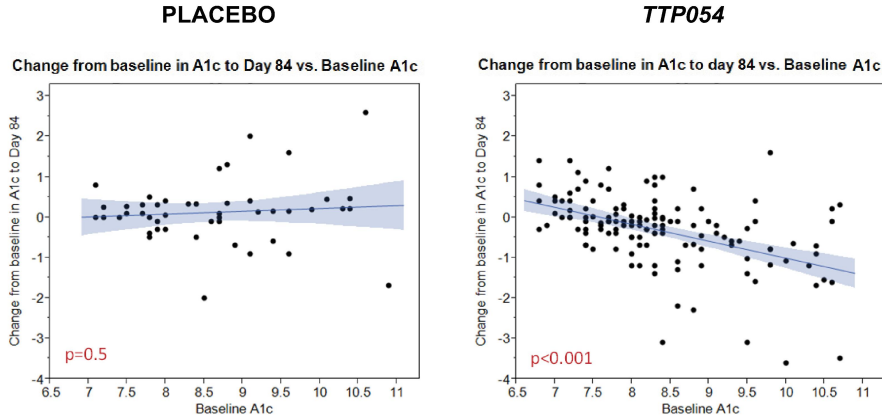 PLACEBO
Change from baseline in A1c to Day 84 vs. Baseline A1c
Change from baseline in A1c to Day 84
3
2
1
0
-1
-2
-3
-4
p=0.5
6.5 7 7.5 8 8.5 9 9.5 10 10.5 11
Baseline A1c
TTP054
Change from baseline in A1c to day 84 vs. Baseline A1c
Change from baseline in A1c to Day 84
3
2
1
0
-1
-2
-3
-4
p<0.001
6.5 7 7.5 8 8.5 9 9.5 10 10.5 11
Baseline A1c